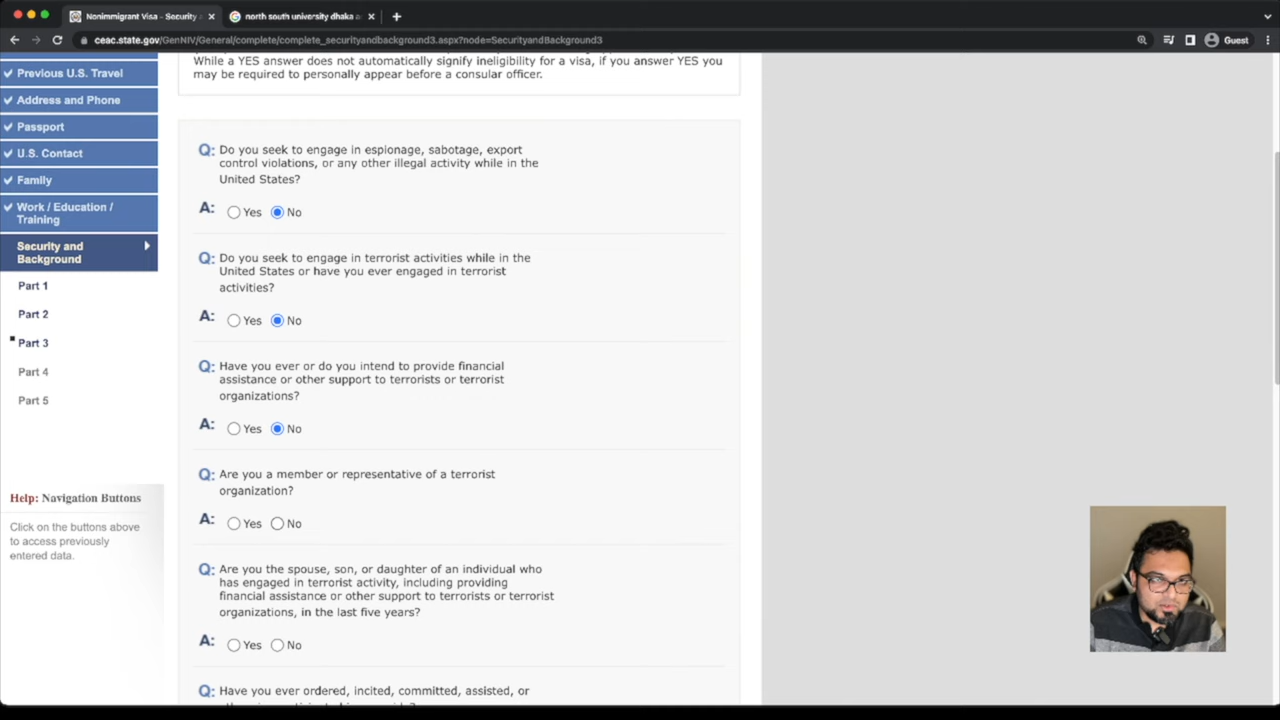 Nonimmigrant Visa - Security a
north south university dhaka a
ceac.state.gov/GenNIV/General/complete/complete_securityandbackground3.aspx?node=SecurityandBackground3
Guest
Previous U.S. Travel
Address and Phone
Passport
U.S. Contact
Family
Work / Education /
Training
Security and
Background
Part 1
Part 2
Part 3
Part 4
Part 5
Help: Navigation Buttons
Click on the buttons above
to access previously
entered data.
While a YES answer does not automatically signify ineligibility for a visa, if you answer YES you
may be required to personally appear before a consular officer.
Q: Do you seek to engage in espionage, sabotage, export
control violations, or any other illegal activity while in the
United States?
A: Yes No
Q: Do you seek to engage in terrorist activities while in the
United States or have you ever engaged in terrorist
activities?
A: Yes No
Q: Have you ever or do you intend to provide financial
assistance or other support to terrorists or terrorist
organizations?
A: Yes No
Q: Are you a member or representative of a terrorist
organization?
A: Yes No
Q: Are you the spouse, son, or daughter of an individual who
has engaged in terrorist activity, including providing
financial assistance or other support to terrorists or terrorist
organizations, in the last five years?
A: Yes No
Q: Have you ever ordered, incited, committed, assisted, or